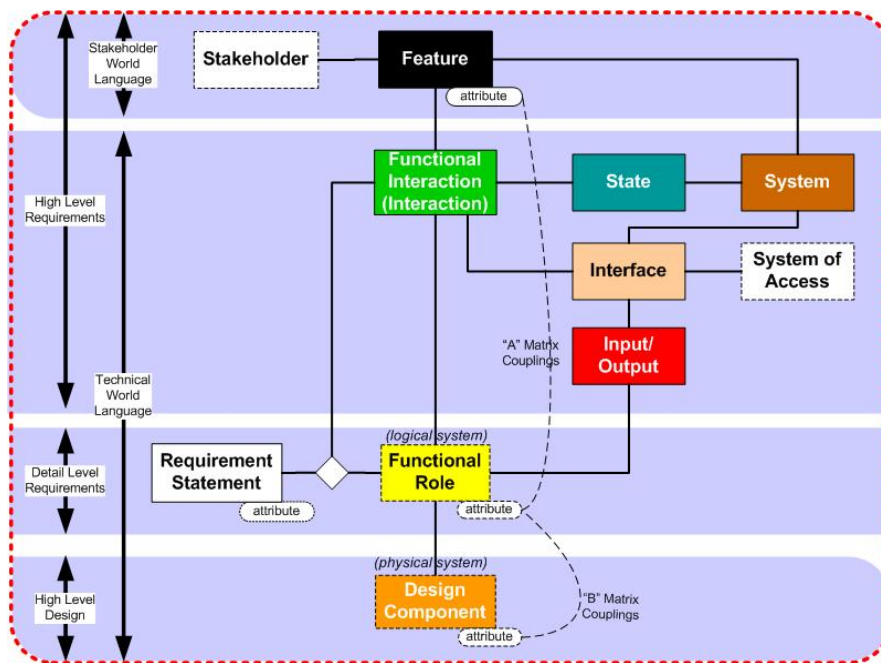 Stakeholder
World
Language
Stakeholder
Feature
attribute
High Level
Requirements
Functional
Interaction
(Interaction)
State
System
Interface
System of
Access
"A" Matrix
Couplings
Input/
Output
Technical
World
Language
(logical system)
Detail Level
Requirements
Requirement
Statement
attribute
Functional
Role
attribute
(physical system)
High Level
Design
Design
Component
attribute
"B" Matrix
Couplings